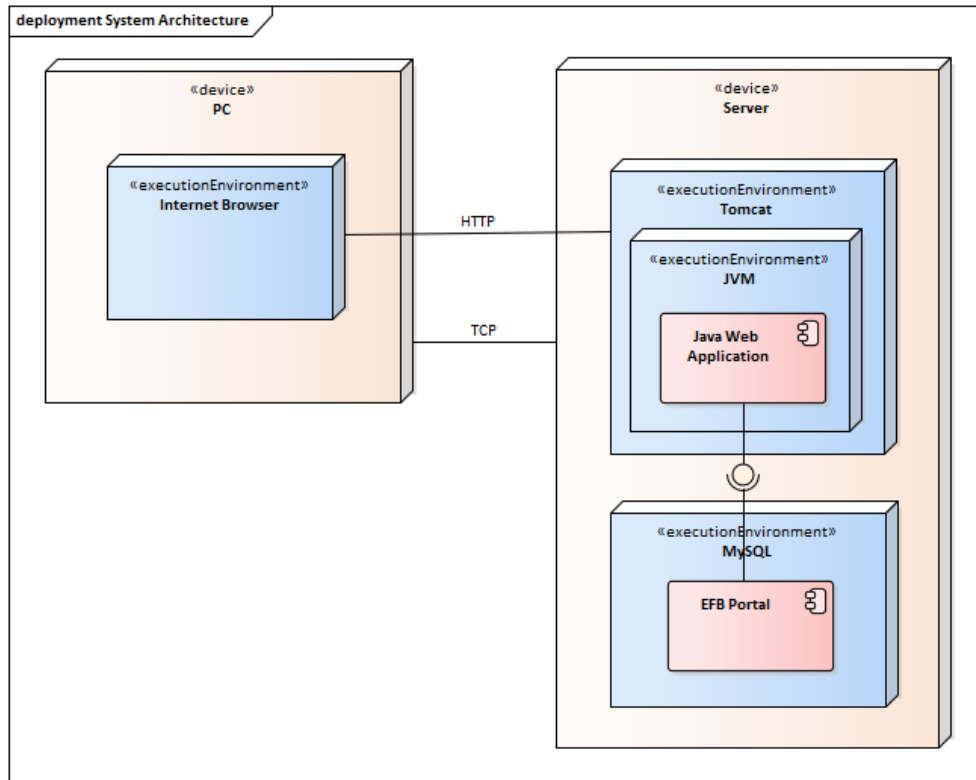 deployment System Architecture
«device»
PC
«executionEnvironment»
Internet Browser
HTTP
TCP
«device»
Server
«executionEnvironment»
Tomcat
«executionEnvironment»
JVM
Java Web
Application
«executionEnvironment»
MySQL
EFB Portal